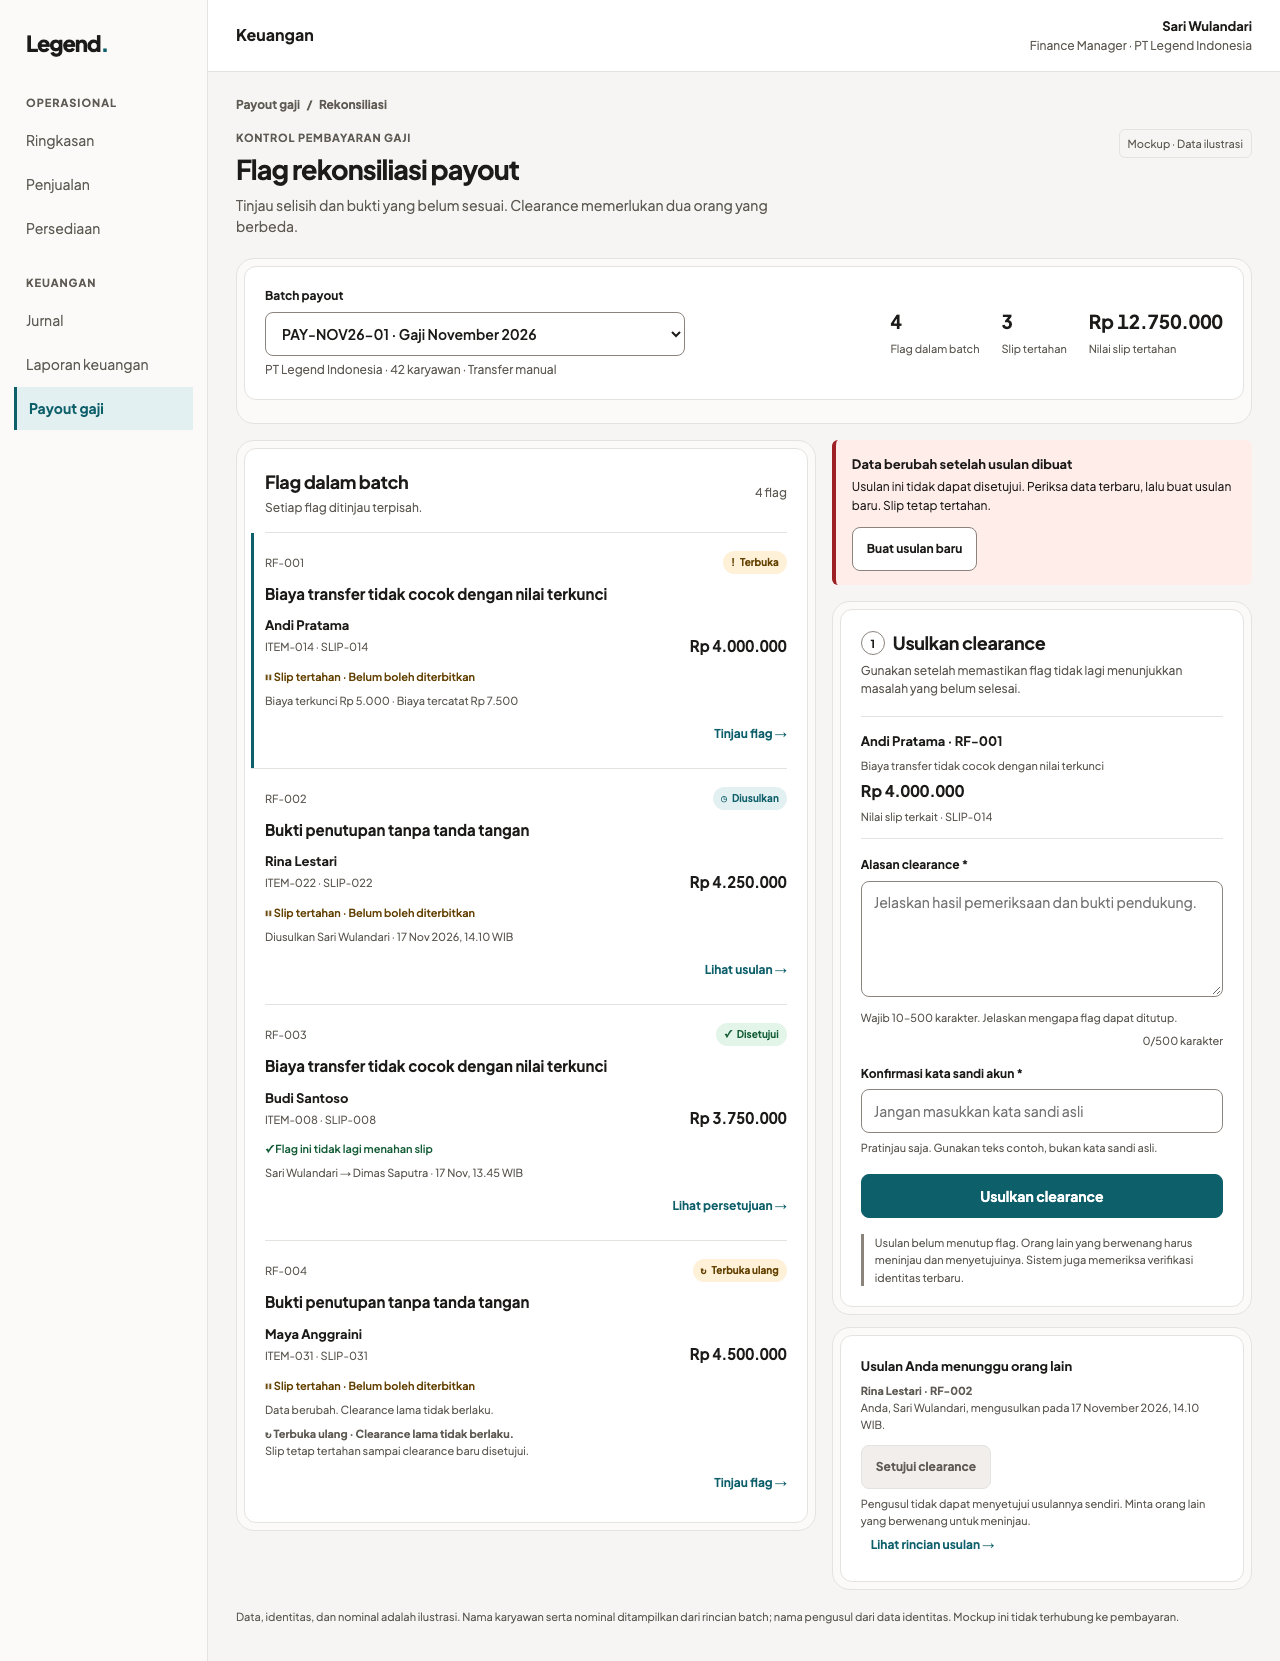 Legend.
OPERASIONAL
Ringkasan
Penjualan
Persediaan
KEUANGAN
Jurnal
Laporan keuangan
Payout gaji
Keuangan
Sari Wulandari
Finance Manager · PT Legend Indonesia
Payout gaji / Rekonsiliasi
KONTROL PEMBAYARAN GAJI
Mockup · Data ilustrasi
Flag rekonsiliasi payout
Tinjau selisih dan bukti yang belum sesuai. Clearance memerlukan dua orang yang
berbeda.
Batch payout
PAY-NOV26-01 · Gaji November 2026
PT Legend Indonesia · 42 karyawan · Transfer manual
4
Flag dalam batch
3
Slip tertahan
Rp 12.750.000
Nilai slip tertahan
Flag dalam batch
Setiap flag ditinjau terpisah.
4 flag
RF-001
! Terbuka
Biaya transfer tidak cocok dengan nilai terkunci
Andi Pratama
ITEM-014 · SLIP-014
Rp 4.000.000
Slip tertahan · Belum boleh diterbitkan
Biaya terkunci Rp 5.000 · Biaya tercatat Rp 7.500
Tinjau flag →
RF-002
Diusulkan
Bukti penutupan tanpa tanda tangan
Rina Lestari
ITEM-022 · SLIP-022
Rp 4.250.000
Slip tertahan · Belum boleh diterbitkan
Diusulkan Sari Wulandari · 17 Nov 2026, 14.10 WIB
Lihat usulan →
RF-003
✓ Disetujui
Biaya transfer tidak cocok dengan nilai terkunci
Budi Santoso
ITEM-008 · SLIP-008
Rp 3.750.000
✓Flag ini tidak lagi menahan slip
Sari Wulandari → Dimas Saputra · 17 Nov, 13.45 WIB
Lihat persetujuan →
RF-004
↻ Terbuka ulang
Bukti penutupan tanpa tanda tangan
Maya Anggraini
ITEM-031 · SLIP-031
Rp 4.500.000
Slip tertahan · Belum boleh diterbitkan
Data berubah. Clearance lama tidak berlaku.
↻ Terbuka ulang · Clearance lama tidak berlaku.
Slip tetap tertahan sampai clearance baru disetujui.
Tinjau flag →
Data berubah setelah usulan dibuat
Usulan ini tidak dapat disetujui. Periksa data terbaru, lalu buat usulan
baru. Slip tetap tertahan.
Buat usulan baru
1 Usulkan clearance
Gunakan setelah memastikan flag tidak lagi menunjukkan
masalah yang belum selesai.
Andi Pratama · RF-001
Biaya transfer tidak cocok dengan nilai terkunci
Rp 4.000.000
Nilai slip terkait · SLIP-014
Alasan clearance *
Jelaskan hasil pemeriksaan dan bukti pendukung.
Wajib 10–500 karakter. Jelaskan mengapa flag dapat ditutup.
0/500 karakter
Konfirmasi kata sandi akun *
Jangan masukkan kata sandi asli
Pratinjau saja. Gunakan teks contoh, bukan kata sandi asli.
Usulkan clearance
Usulan belum menutup flag. Orang lain yang berwenang harus
meninjau dan menyetujuinya. Sistem juga memeriksa verifikasi
identitas terbaru.
Usulan Anda menunggu orang lain
Rina Lestari · RF-002
Anda, Sari Wulandari, mengusulkan pada 17 November 2026, 14.10
WIB.
Setujui clearance
Pengusul tidak dapat menyetujui usulannya sendiri. Minta orang lain
yang berwenang untuk meninjau.
Lihat rincian usulan →
Data, identitas, dan nominal adalah ilustrasi. Nama karyawan serta nominal ditampilkan dari rincian batch; nama pengusul dari data identitas. Mockup ini tidak terhubung ke pembayaran.